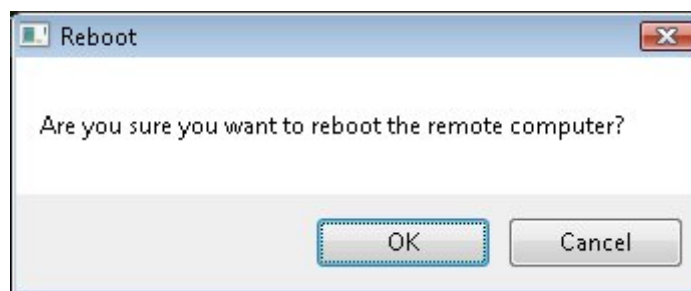 Reboot
Are you sure you want to reboot the remote computer?
OK
Cancel